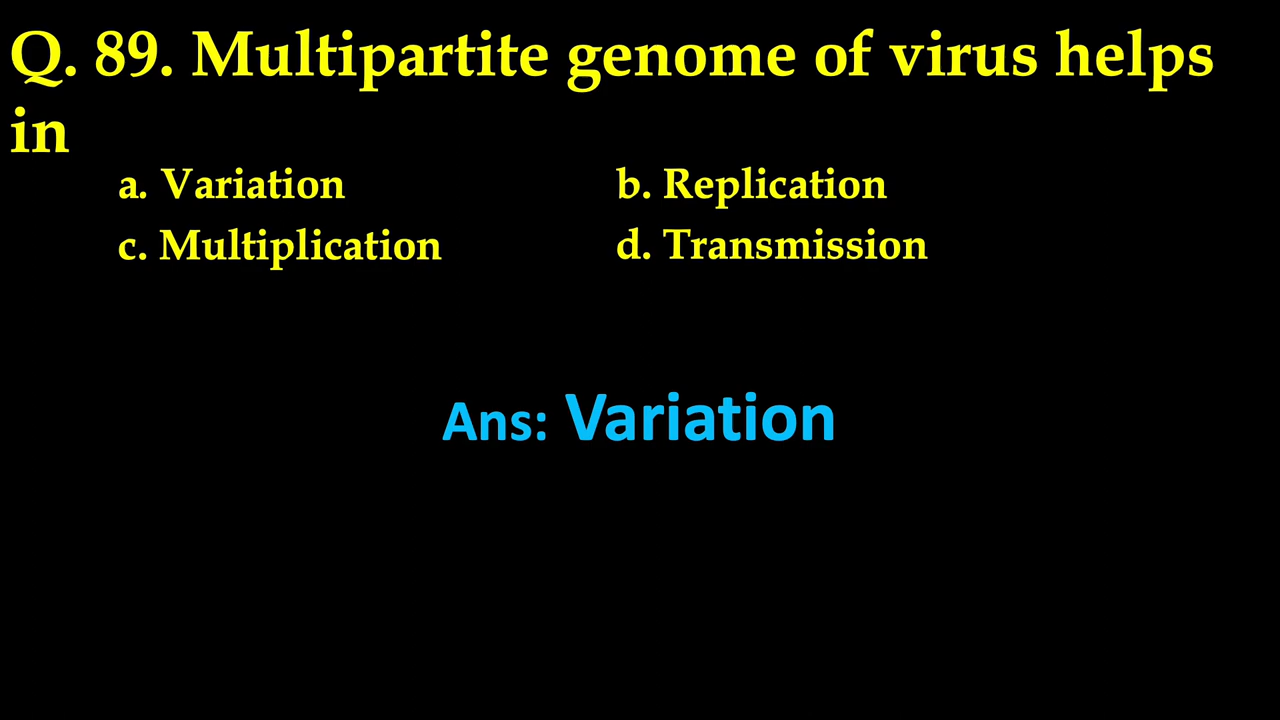 Q. 89. Multipartite genome of virus helps
in
a. Variation b. Replication
c. Multiplication d. Transmission
Ans: Variation